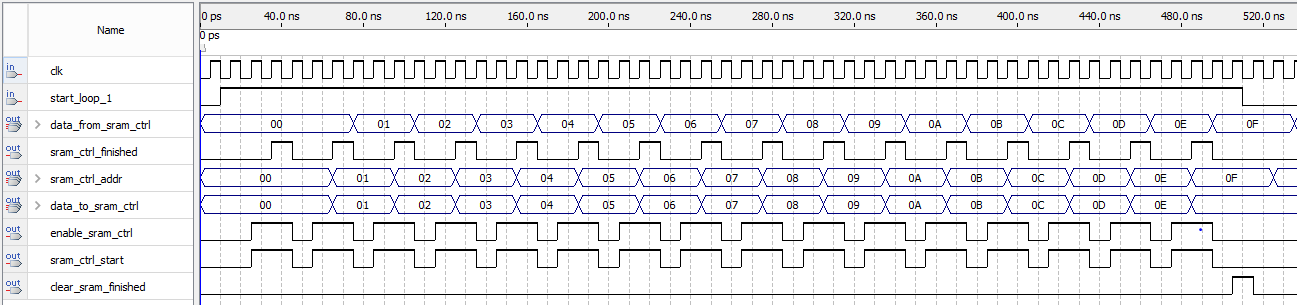 Name
0 ps 40.0 ns 80.0 ns 120.0 ns 160.0 ns 200.0 ns 240.0 ns 280.0 ns 320.0 ns 360.0 ns 400.0 ns 440.0 ns 480.0 ns 520.0 ns
0 ps
in clk
in start_loop_1
out > data_from_sram_ctrl 00 01 02 03 04 05 06 07 08 09 0A 0B 0C 0D 0E 0F
out sram_ctrl_finished
out > sram_ctrl_addr 00 01 02 03 04 05 06 07 08 09 0A 0B 0C 0D 0E 0F
out > data_to_sram_ctrl 00 01 02 03 04 05 06 07 08 09 0A 0B 0C 0D 0E
out enable_sram_ctrl
out sram_ctrl_start
out clear_sram_finished